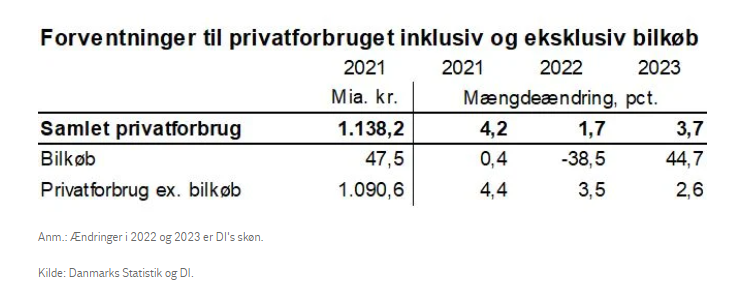 Forventninger til privatforbruget inklusiv og eksklusiv bilkøb
2021 2021 2022 2023
Mia. kr. Mængdeændring, pct.
Samlet privatforbrug 1.138,2 4,2 1,7 3,7
Bilkøb 47,5 0,4 -38,5 44,7
Privatforbrug ex. bilkøb 1.090,6 4,4 3,5 2,6
Anm.: Ændringer i 2022 og 2023 er DI's skøn.
Kilde: Danmarks Statistik og DI.